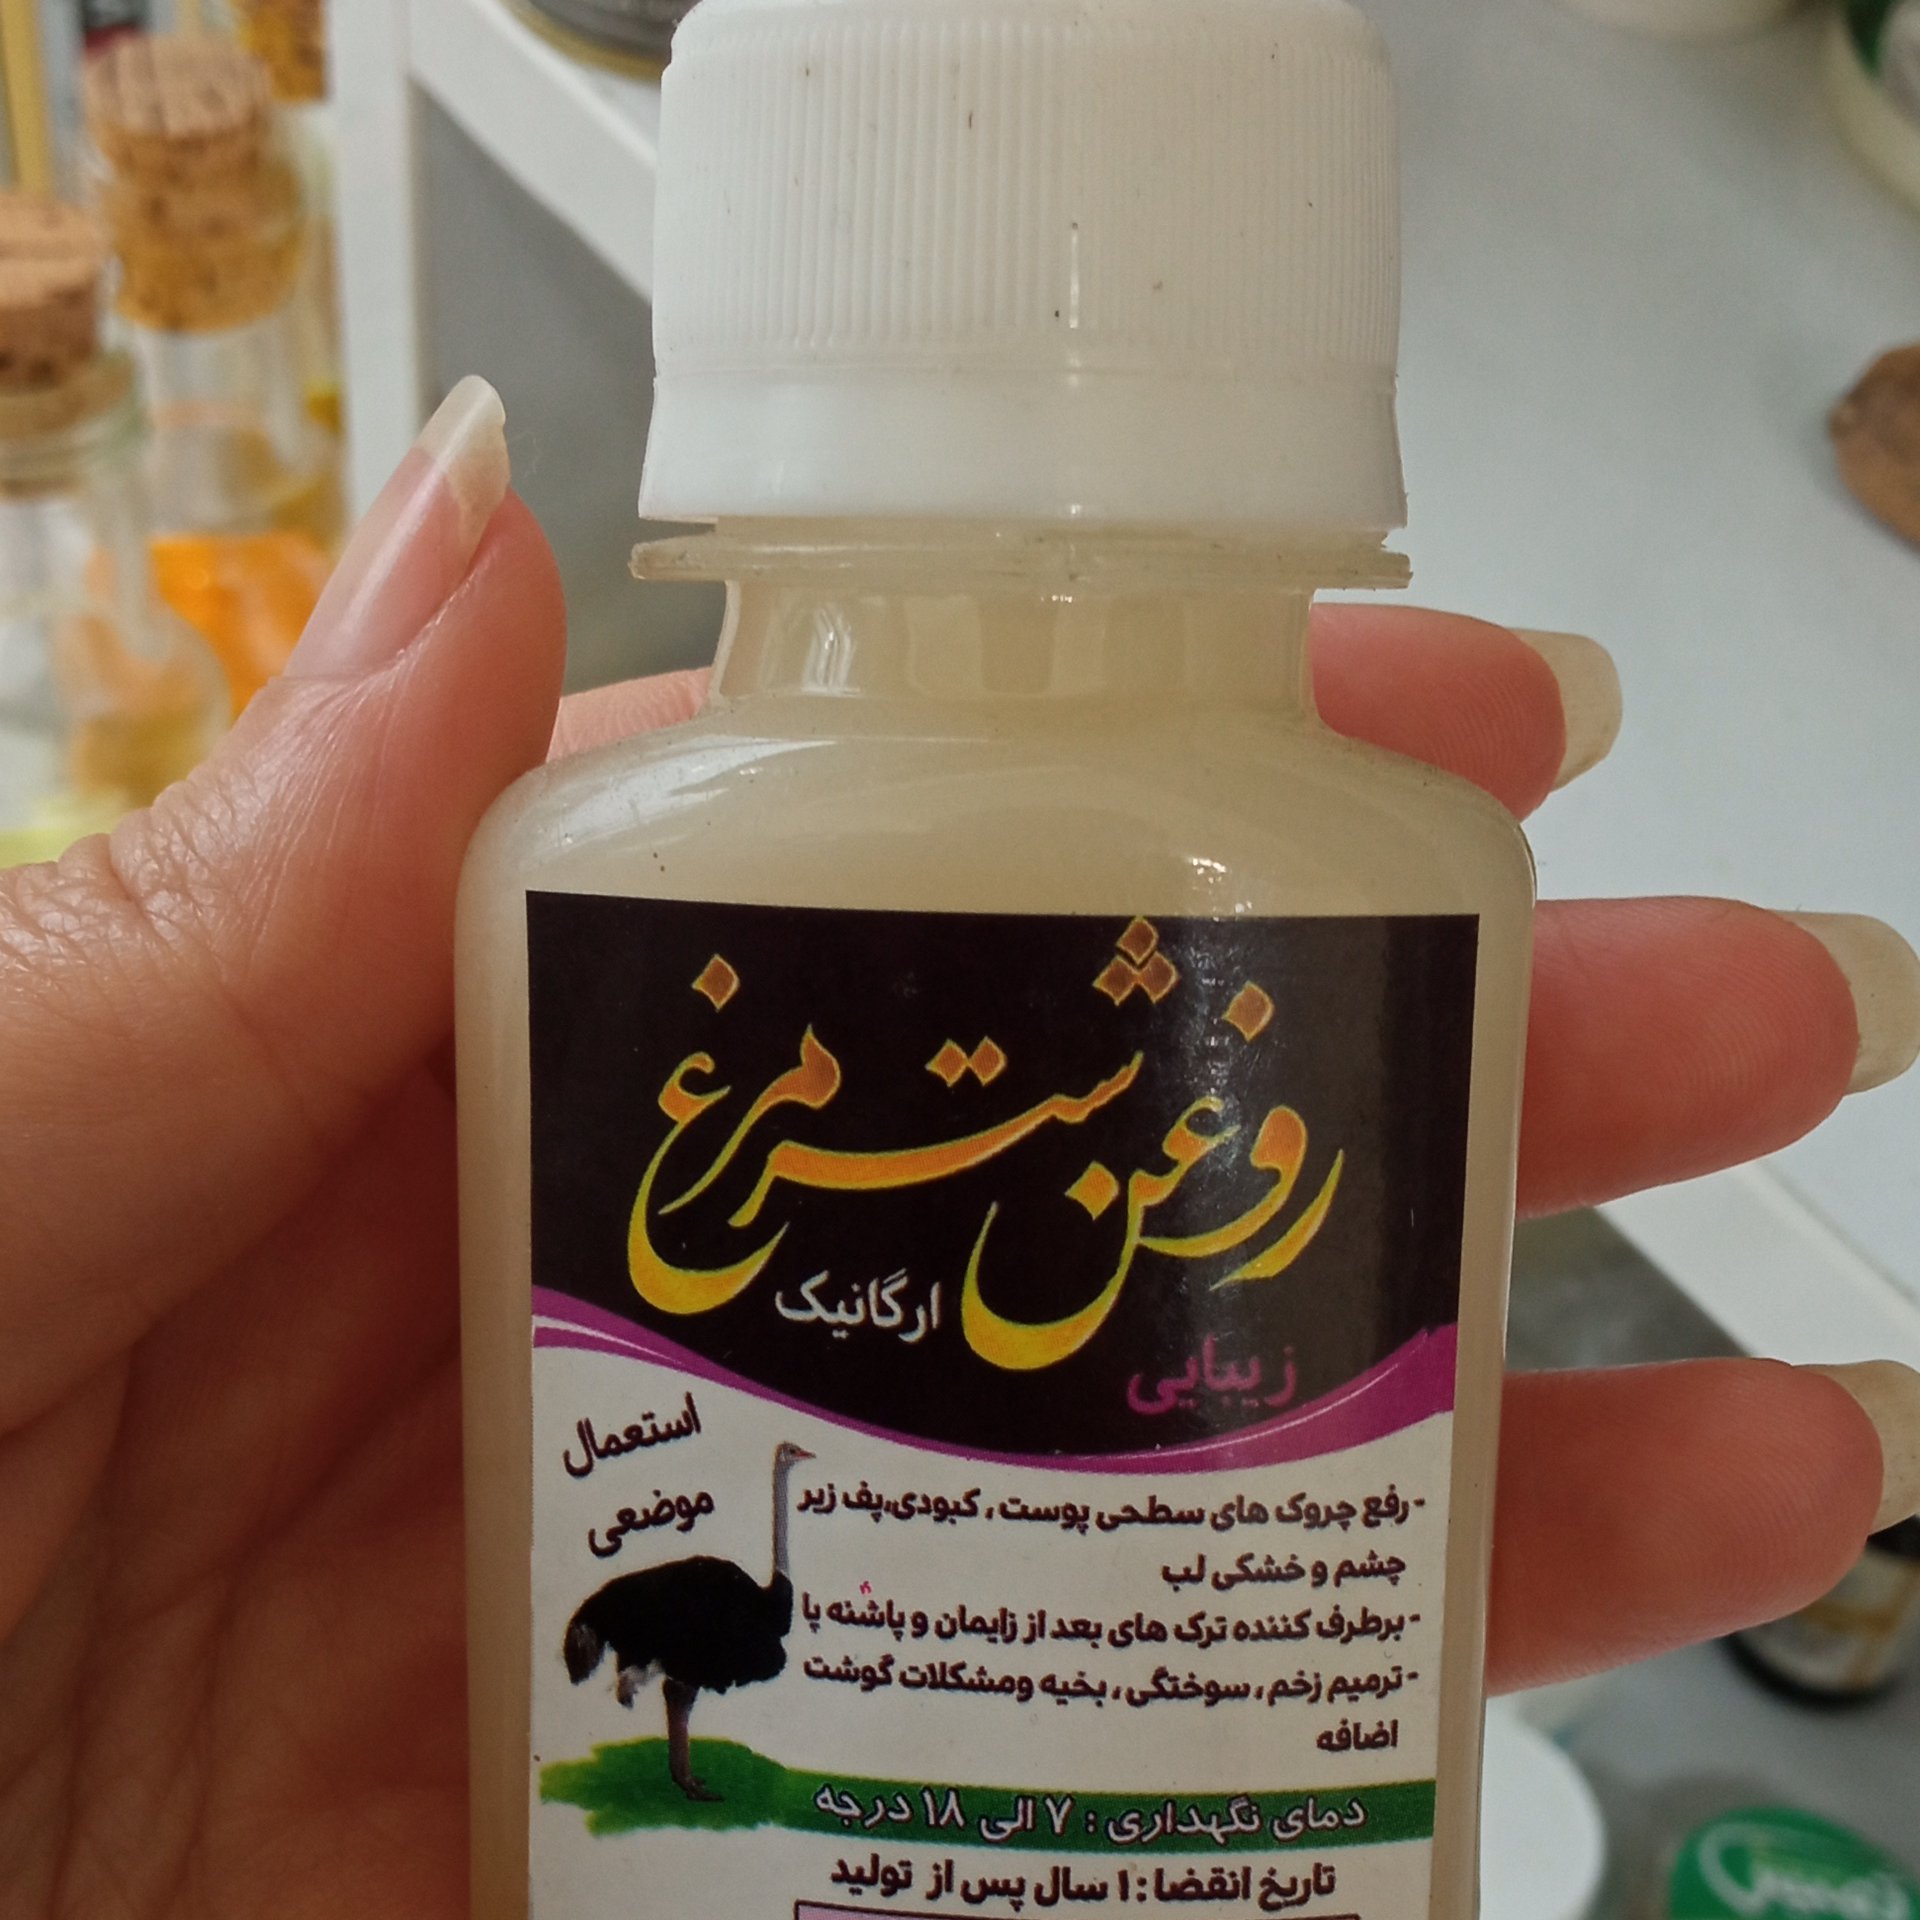 روغن شترمرغ
ارگانیک
زیبایی
استعمال
موضعی
- رفع چروک های سطحی پوست، کبودی،پف زیر
چشم و خشکی لب
- برطرف کننده ترک های بعد از زایمان و پاشنه پا
- ترمیم زخم، سوختگی، بخیه ومشکلات گوشت
اضافه
دمای نگهداری : ۷ الی ۱۸ درجه
تاریخ انقضا : ۱ سال پس از تولید